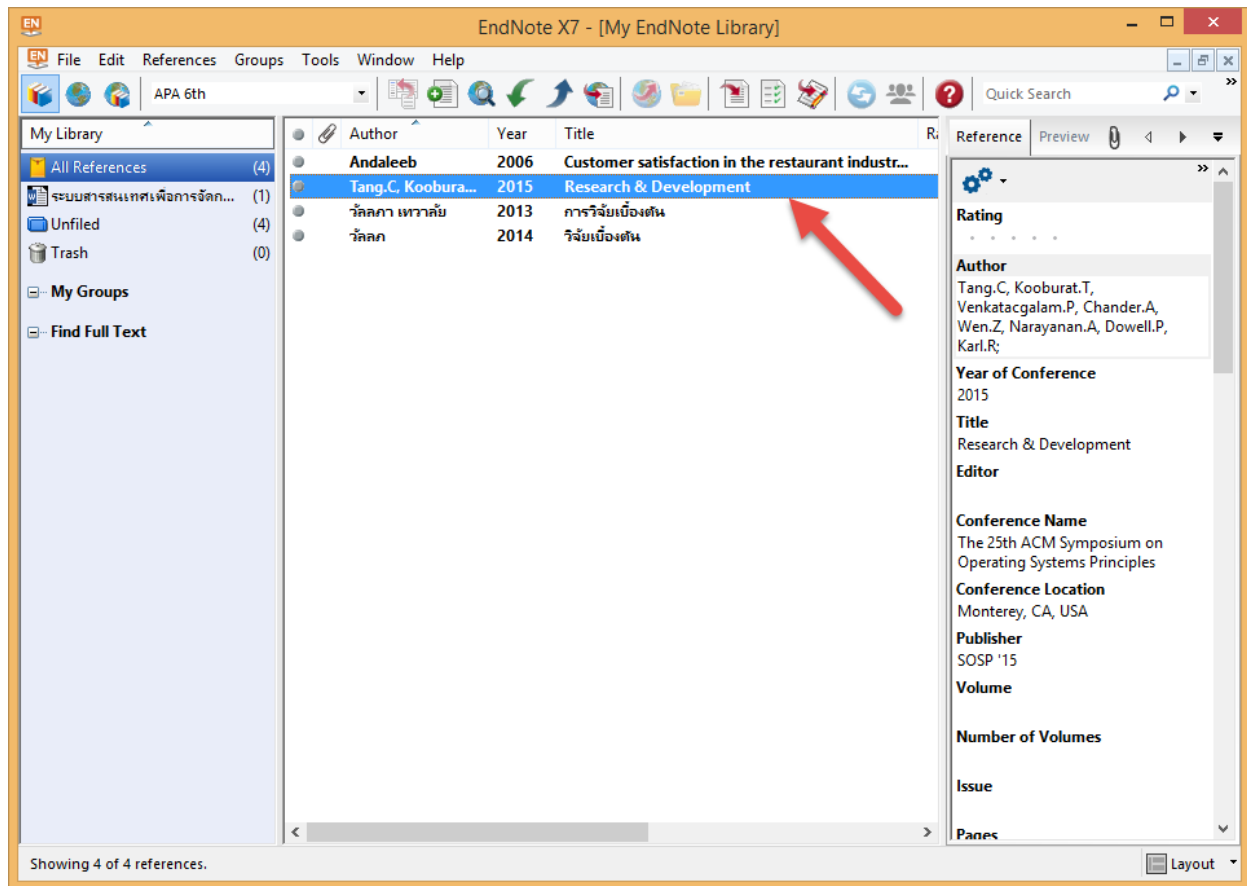 EN
EndNote X7 - [My EndNote Library]
EN File Edit References Groups Tools Window Help
APA 6th
Quick Search
My Library
Author Year Title Ra
Reference Preview
All References (4)
ระบบสารสนเทศเพื่อการจัดก... (1)
Unfiled (4)
Trash (0)
My Groups
Find Full Text
Andaleeb 2006 Customer satisfaction in the restaurant industr...
Tang.C, Koobura... 2015 Research & Development
วัลลภา เทวาลัย 2013 การวิจัยเบื้องต้น
วัลลภ 2014 วิจัยเบื้องต้น
Rating
Author
Tang.C, Kooburat.T,
Venkatacgalam.P, Chander.A,
Wen.Z, Narayanan.A, Dowell.P,
Karl.R;
Year of Conference
2015
Title
Research & Development
Editor
Conference Name
The 25th ACM Symposium on
Operating Systems Principles
Conference Location
Monterey, CA, USA
Publisher
SOSP '15
Volume
Number of Volumes
Issue
Pages
Showing 4 of 4 references.
Layout